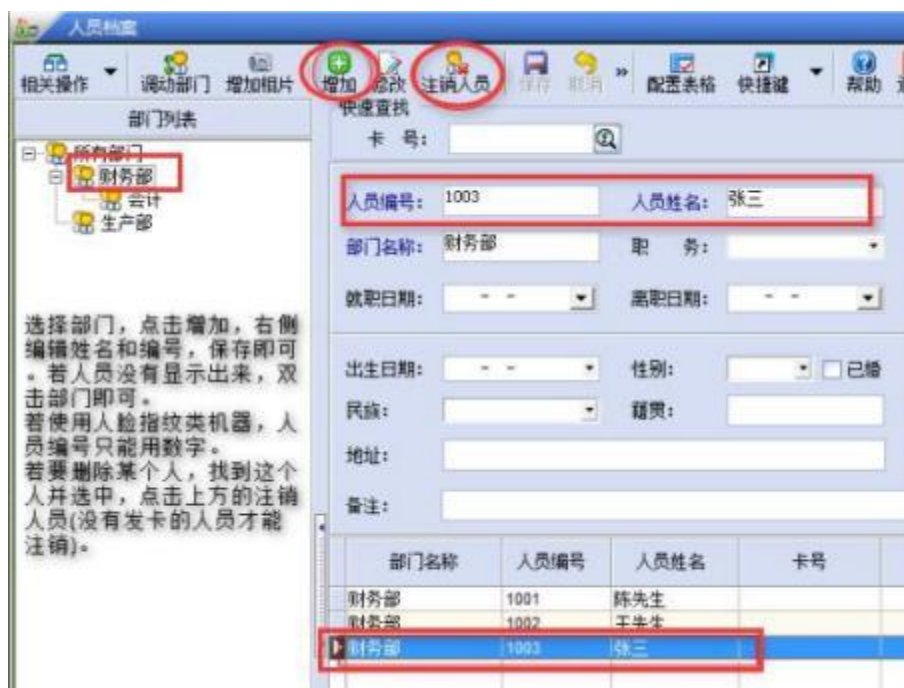 人员档案
相关操作 调动部门 增加相片 增加 修改 注销人员 保存 取消 » 配置表格 快捷键 帮助
部门列表
所有部门
财务部
会计
生产部
快速查找
卡 号:
人员编号: 1003 人员姓名: 张三
部门名称: 财务部 职 务:
就职日期: - - 离职日期: - -
出生日期: - - 性别: 已婚
民族: 籍贯:
地址:
备注:
选择部门，点击增加，右侧
编辑姓名和编号，保存即可
。若人员没有显示出来，双
击部门即可。
若使用人脸指纹类机器，人
员编号只能用数字。
若要删除某个人，找到这个
人并选中，点击上方的注销
人员(没有发卡的人员才能
注销)。
部门名称 人员编号 人员姓名 卡号
财务部 1001 陈先生
财务部 1002 王先生
财务部 1003 张三